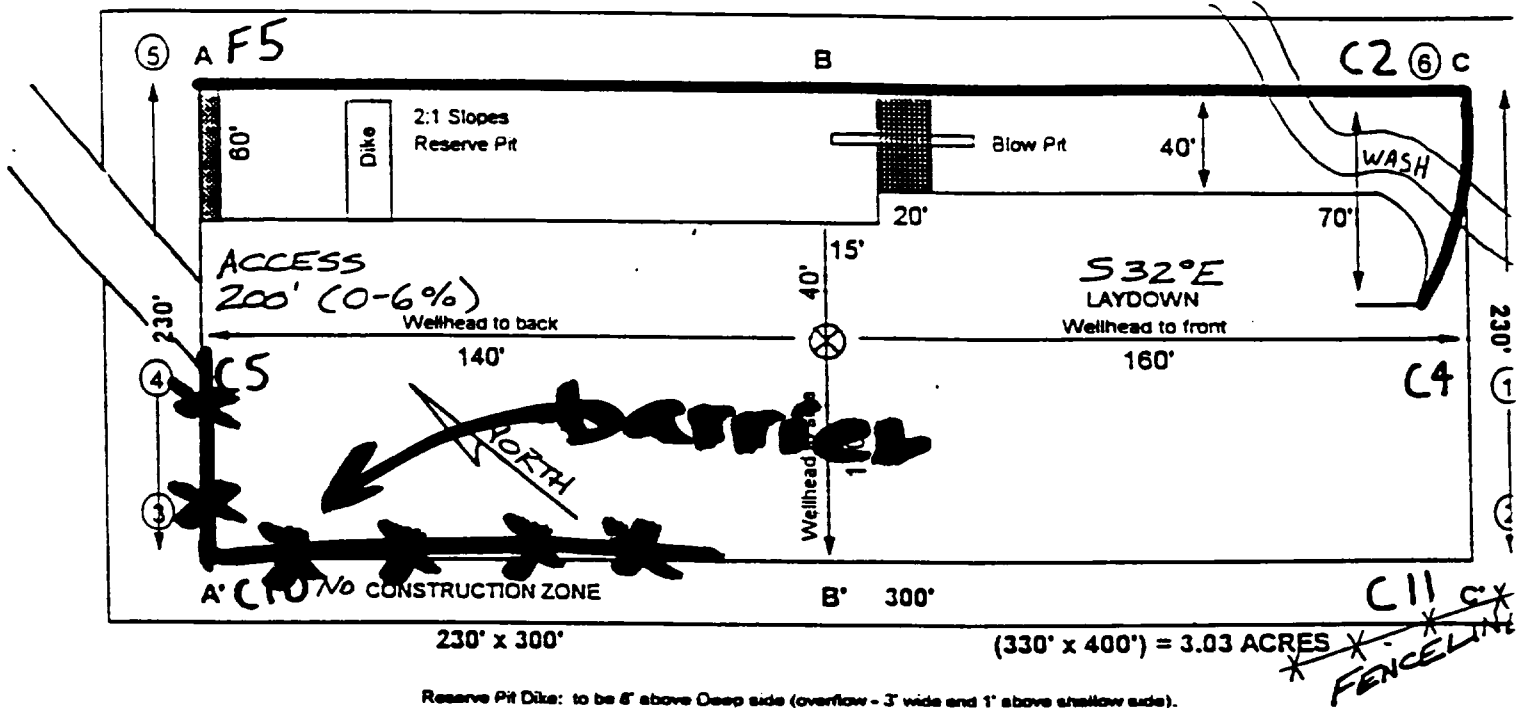 ⑤ A F5 B C2 ⑥ C
2:1 Slopes
Reserve Pit
Dike
60'
Blow Pit
40'
WASH
70'
20'
15'
40'
ACCESS
200' (0-6%)
S32°E
LAYDOWN
Wellhead to back
Wellhead to front
140'
160'
230'
230'
④ C5
C4 ①
barrier
NORTH
Wellhead to
③
②
A' C10 NO CONSTRUCTION ZONE B' 300' C11 C'
230' x 300' (330' x 400') = 3.03 ACRES
FENCELINE
Reserve Pit Dike: to be 8' above Deep side (overflow - 3' wide and 1' above shallow side).